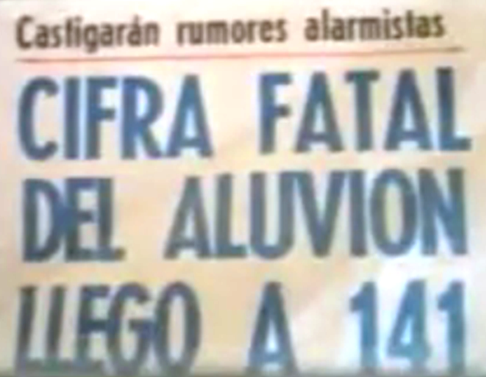 Castigarán rumores alarmistas
CIFRA FATAL
DEL ALUVION
LLEGO A 141